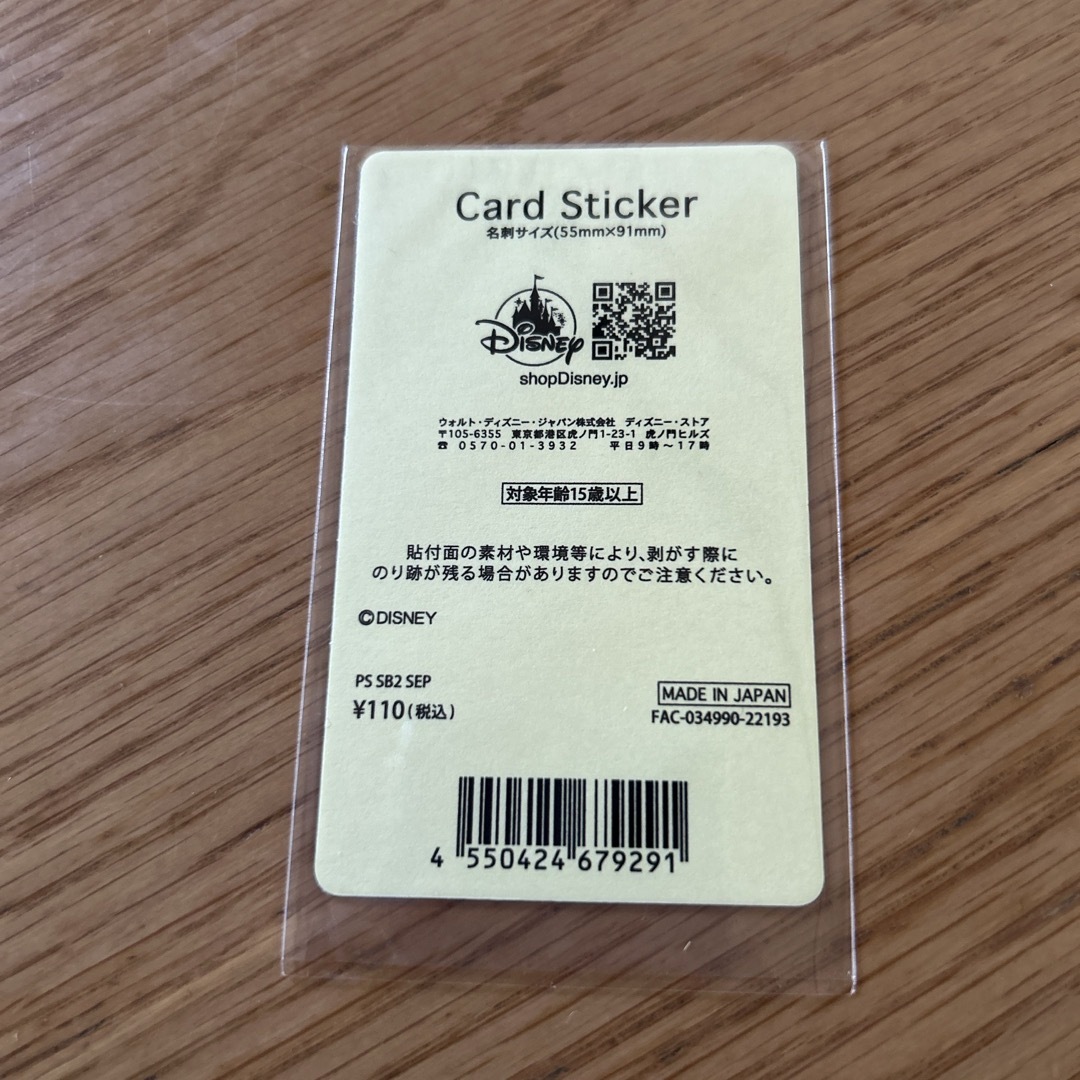 Card Sticker
名刺サイズ(55mm×91mm)
Disney
shopDisney.jp
ウォルト・ディズニー・ジャパン株式会社 ディズニー・ストア
〒105-6355 東京都港区虎ノ門1-23-1 虎ノ門ヒルズ
☎ 0570-01-3932 平日9時～17時
対象年齢15歳以上
貼付面の素材や環境等により、剥がす際に
のり跡が残る場合がありますのでご注意ください。
©DISNEY
PS SB2 SEP
¥110(税込)
MADE IN JAPAN
FAC-034990-22193
4 550424 679291